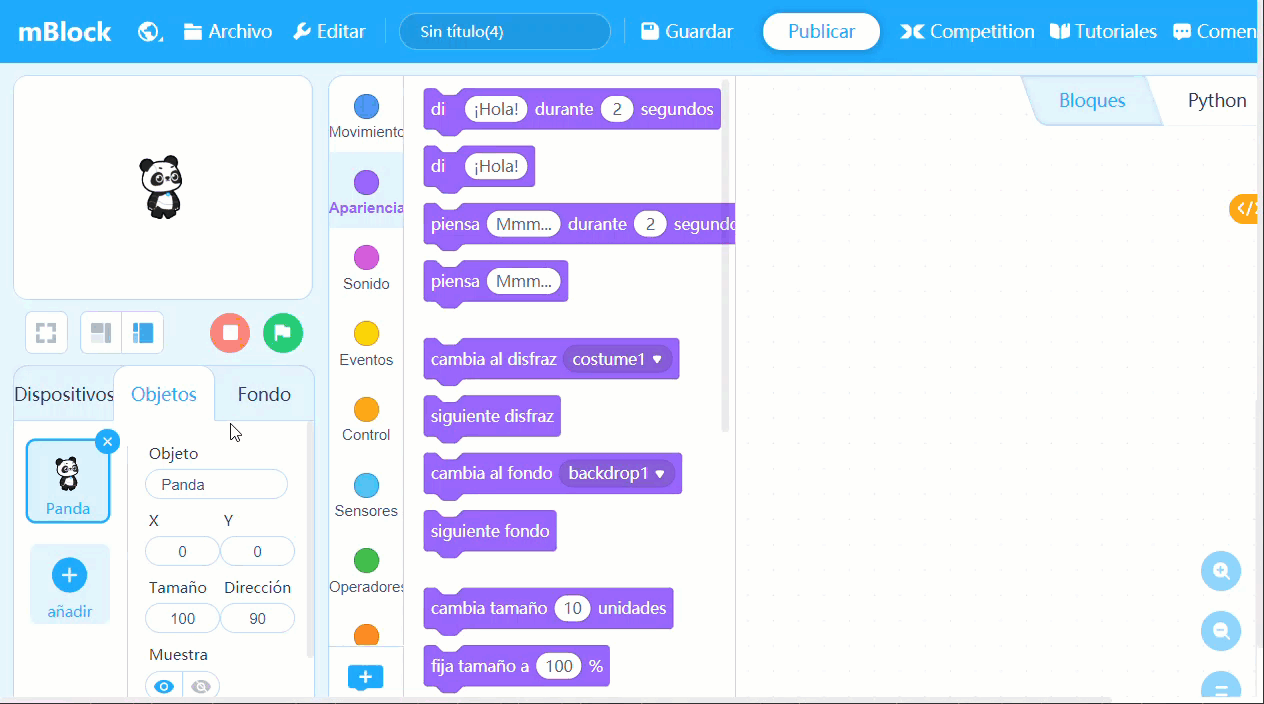 mBlock
Archivo
Editar
Sin título(4)
Guardar
Publicar
Competition
Tutoriales
Comen
Movimiento
Apariencia
Sonido
Eventos
Control
Sensores
Operadores
di ¡Hola! durante 2 segundos
di ¡Hola!
piensa Mmm... durante 2 segundo
piensa Mmm...
cambia al disfraz costume1
siguiente disfraz
cambia al fondo backdrop1
siguiente fondo
cambia tamaño 10 unidades
fija tamaño a 100 %
Bloques
Python
Dispositivos
Objetos
Fondo
Panda
añadir
Objeto
Panda
X Y
0 0
Tamaño Dirección
100 90
Muestra